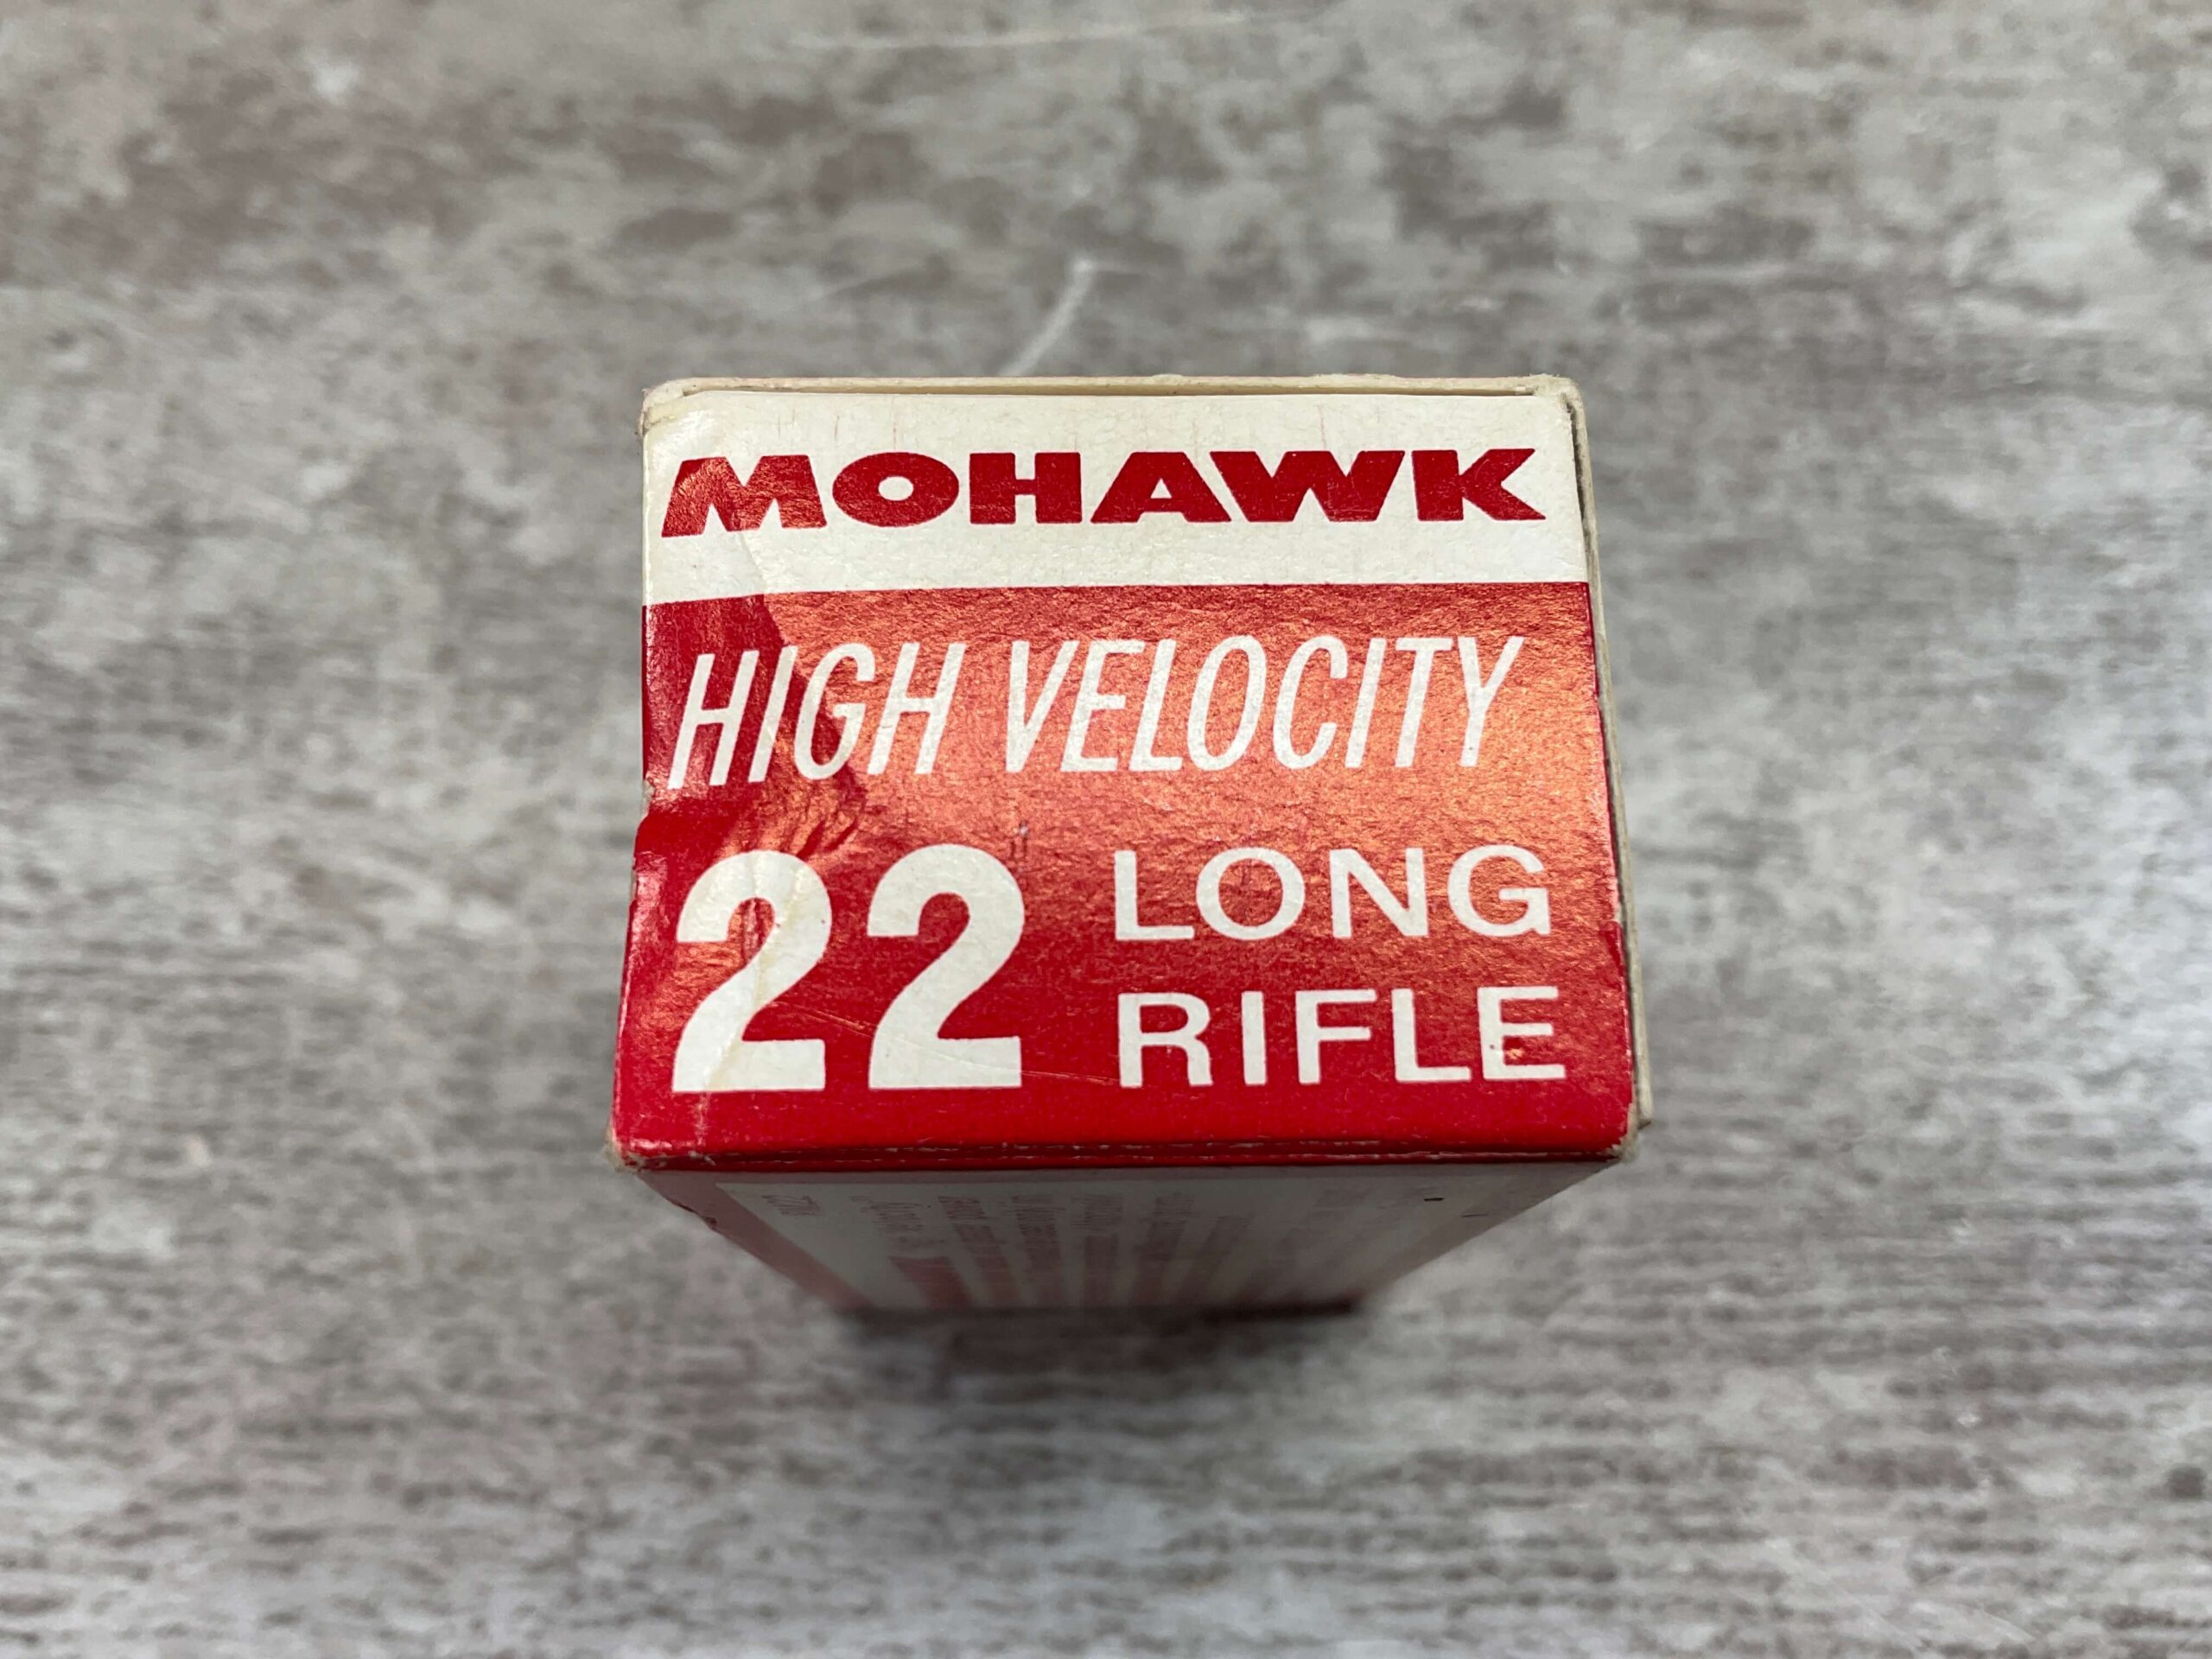 MOHAWK
HIGH VELOCITY
22 LONG
RIFLE